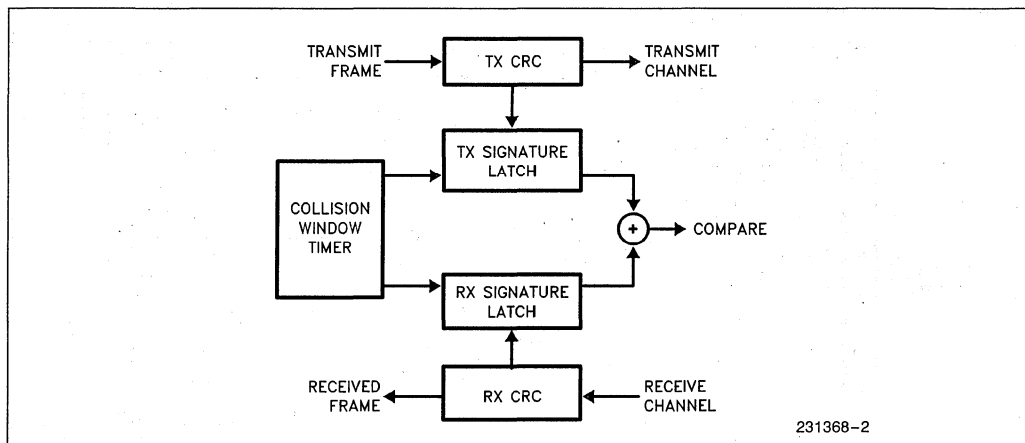 TRANSMIT
FRAME
TX CRC
TRANSMIT
CHANNEL
TX SIGNATURE
LATCH
COLLISION
WINDOW
TIMER
+
COMPARE
RX SIGNATURE
LATCH
RECEIVED
FRAME
RX CRC
RECEIVE
CHANNEL
231368-2